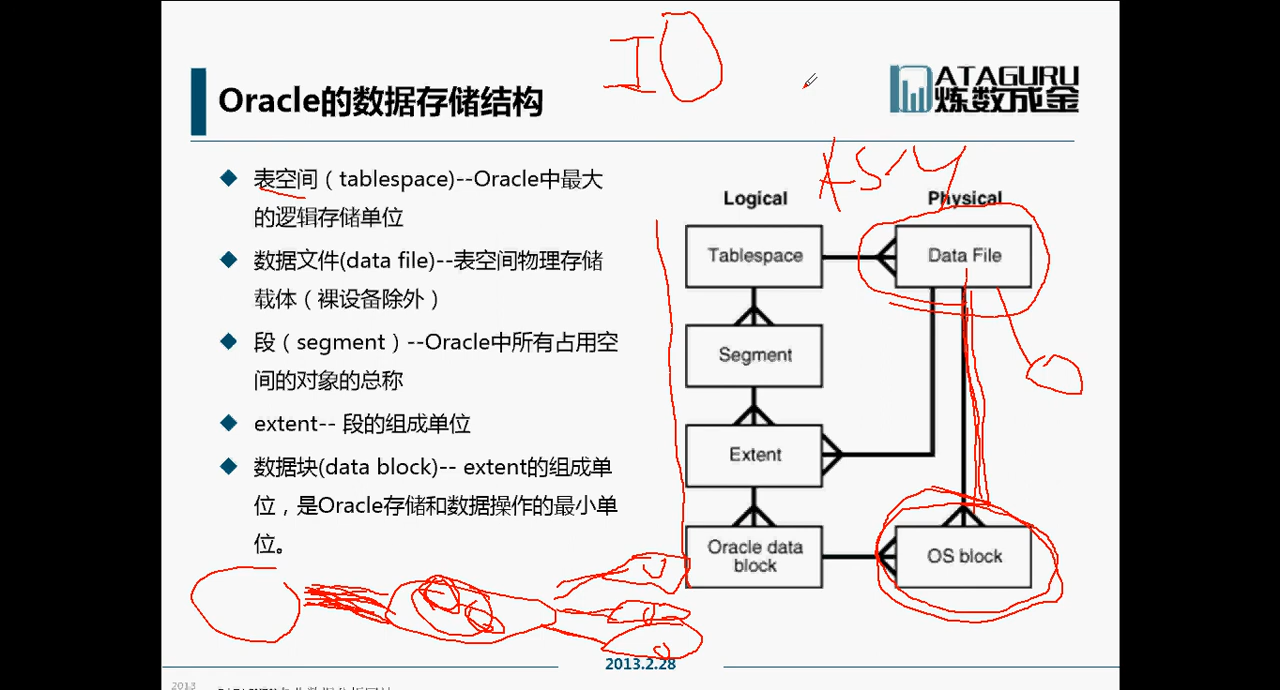 IO
Oracle的数据存储结构
DATAGURU
炼数成金
表空间（tablespace)--Oracle中最大
的逻辑存储单位
数据文件(data file)--表空间物理存储
载体（裸设备除外）
段（segment）--Oracle中所有占用空
间的对象的总称
extent-- 段的组成单位
数据块(data block)-- extent的组成单
位，是Oracle存储和数据操作的最小单
位。
ASM
Logical
Physical
Tablespace
Data File
Segment
Extent
Oracle data
block
OS block
2013.2.28
2013